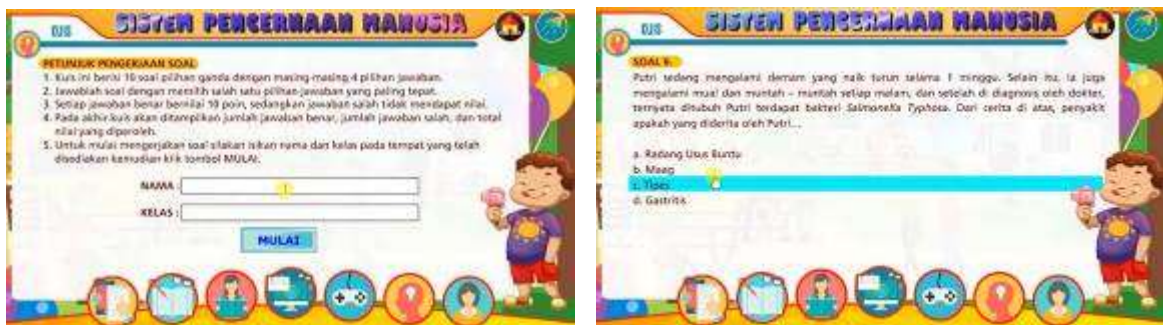 SISTEM PENCERNAAN MANUSIA
PETUNJUK PENGERJAAN SOAL
1. Kuis ini berisi 10 soal pilihan ganda dengan masing-masing 4 pilihan jawaban.
2. Jawablah soal dengan memilih salah satu pilihan jawaban yang paling tepat.
3. Setiap jawaban benar bernilai 10 poin, sedangkan jawaban salah tidak mendapat nilai.
4. Pada akhir kuis akan ditampilkan jumlah jawaban benar, jumlah jawaban salah, dan total
nilai yang diperoleh.
5. Untuk mulai mengerjakan soal silakan isikan nama dan kelas pada tempat yang telah
disediakan kemudian klik tombol MULAI.
NAMA :
KELAS :
MULAI
SISTEM PENCERNAAN MANUSIA
SOAL
Putri sedang mengalami demam yang naik turun selama 1 minggu. Selain itu, ia juga
mengalami mual dan muntah – muntah setiap malam, dan setelah di diagnosis oleh dokter,
ternyata ditubuh Putri terdapat bakteri Salmonella Typhosa. Dari cerita di atas, penyakit
apakah yang diderita oleh Putri...
a. Radang Usus Buntu
b. Maag
c. Tipes
d. Gastritis